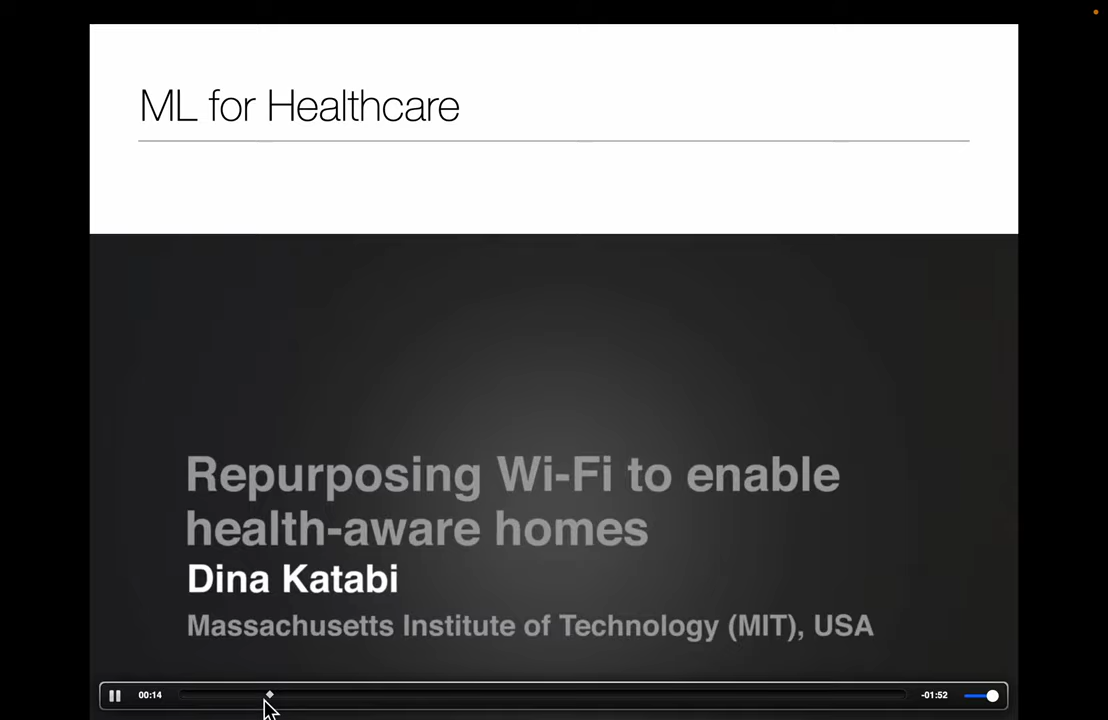 ML for Healthcare
Repurposing Wi-Fi to enable
health-aware homes
Dina Katabi
Massachusetts Institute of Technology (MIT), USA
00:14
-01:52